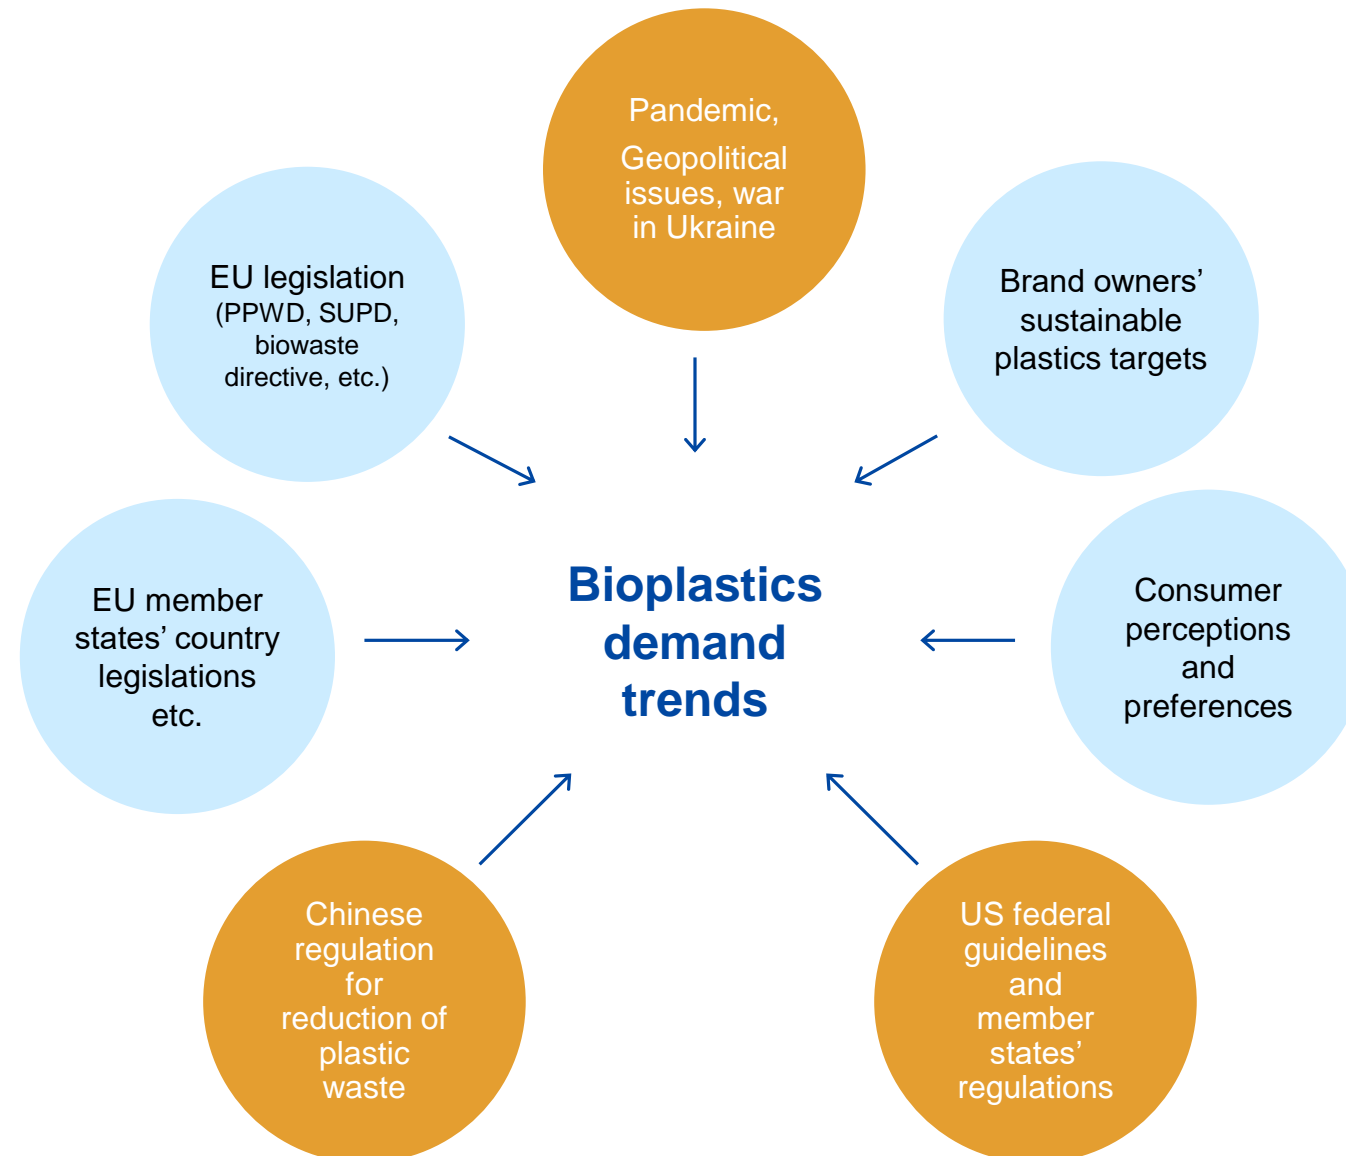 Pandemic,
Geopolitical
issues, war
in Ukraine
EU legislation
(PPWD, SUPD,
biowaste
directive, etc.)
Brand owners’
sustainable
plastics targets
EU member
states’ country
legislations
etc.
Bioplastics
demand
trends
Consumer
perceptions
and
preferences
Chinese
regulation
for
reduction of
plastic
waste
US federal
guidelines
and
member
states’
regulations